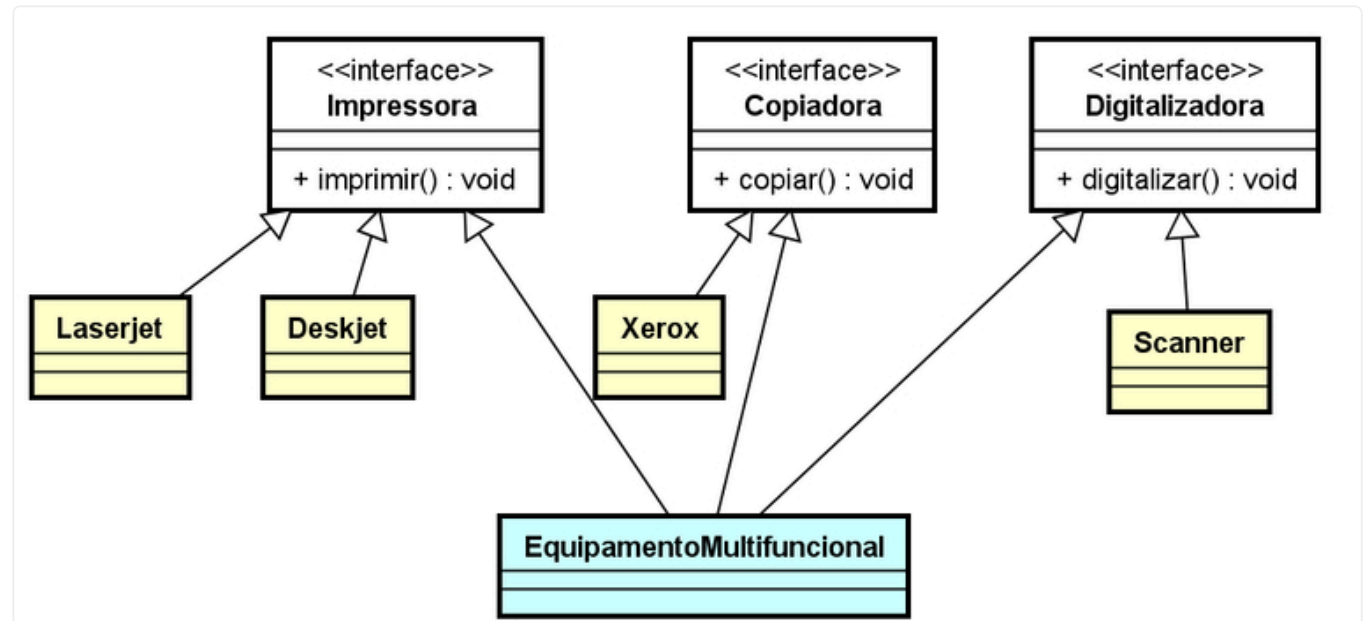 <<interface>>
Impressora
+ imprimir() : void
<<interface>>
Copiadora
+ copiar() : void
<<interface>>
Digitalizadora
+ digitalizar() : void
Laserjet
Deskjet
Xerox
Scanner
EquipamentoMultifuncional